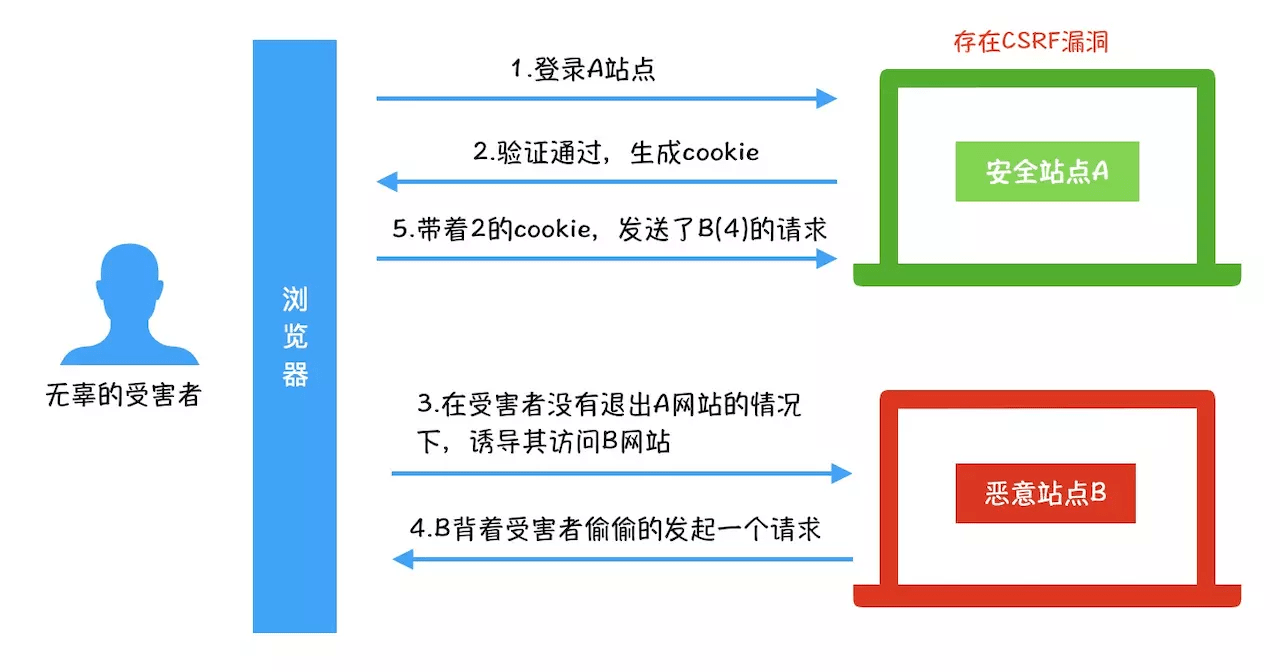 存在CSRF漏洞
1.登录A站点
2.验证通过，生成cookie
安全站点A
5.带着2的cookie，发送了B(4)的请求
浏
览
器
无辜的受害者
3.在受害者没有退出A网站的情况
下，诱导其访问B网站
恶意站点B
4.B背着受害者偷偷的发起一个请求